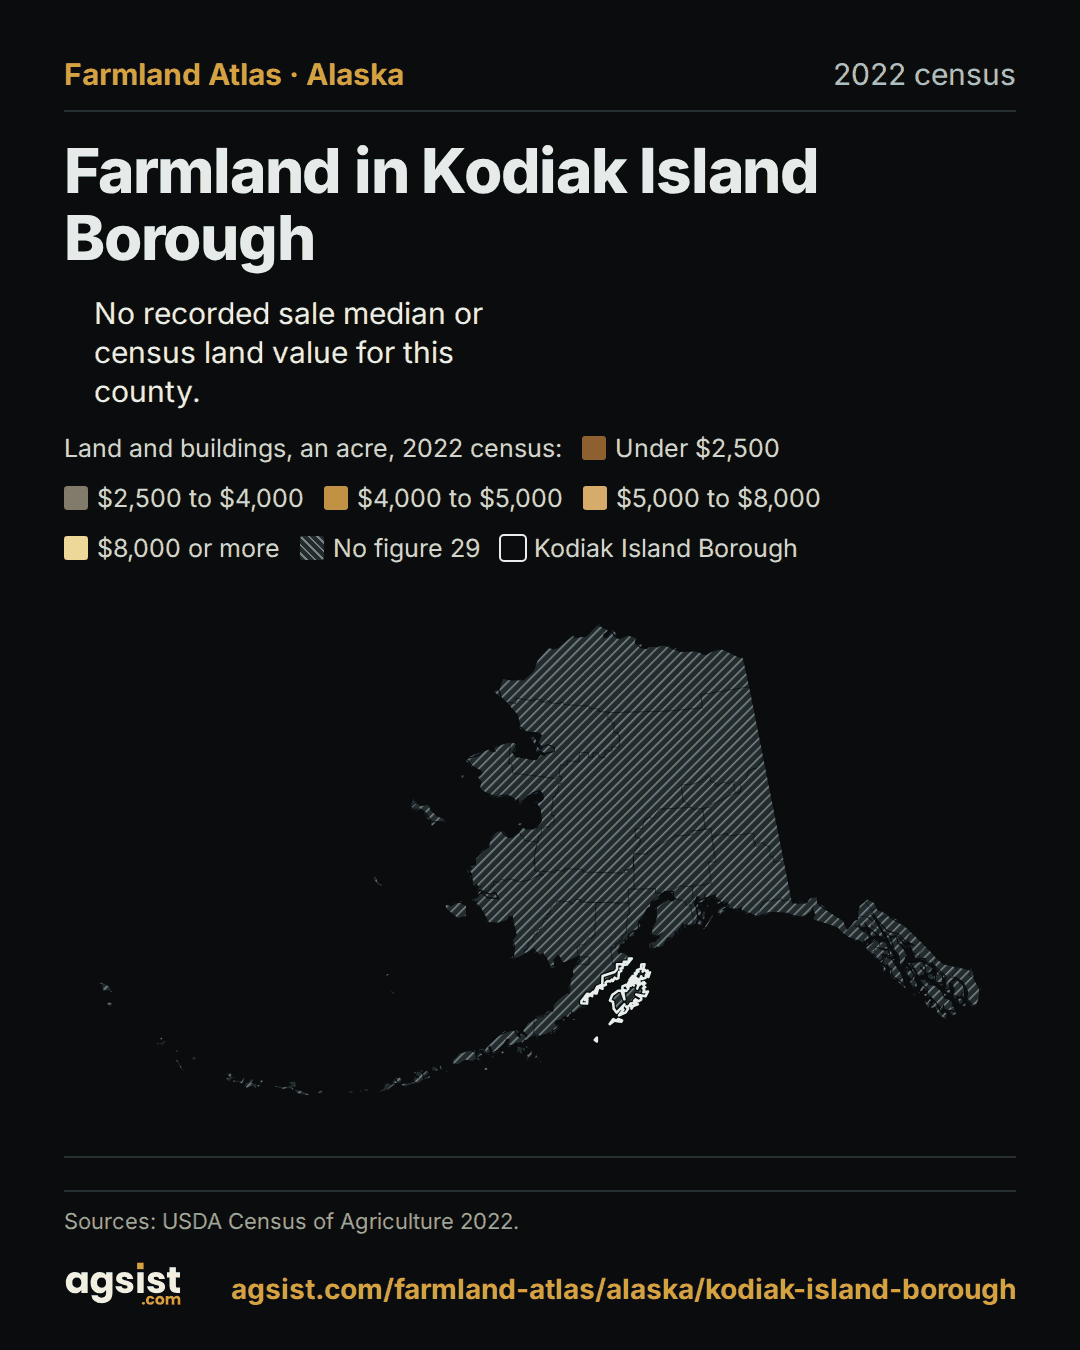 Farmland Atlas · Alaska
2022 census
Farmland in Kodiak Island
Borough
No recorded sale median or
census land value for this
county.
Land and buildings, an acre, 2022 census: Under $2,500
$2,500 to $4,000 $4,000 to $5,000 $5,000 to $8,000
$8,000 or more No figure 29 Kodiak Island Borough
Sources: USDA Census of Agriculture 2022.
agsist
.com
agsist.com/farmland-atlas/alaska/kodiak-island-borough